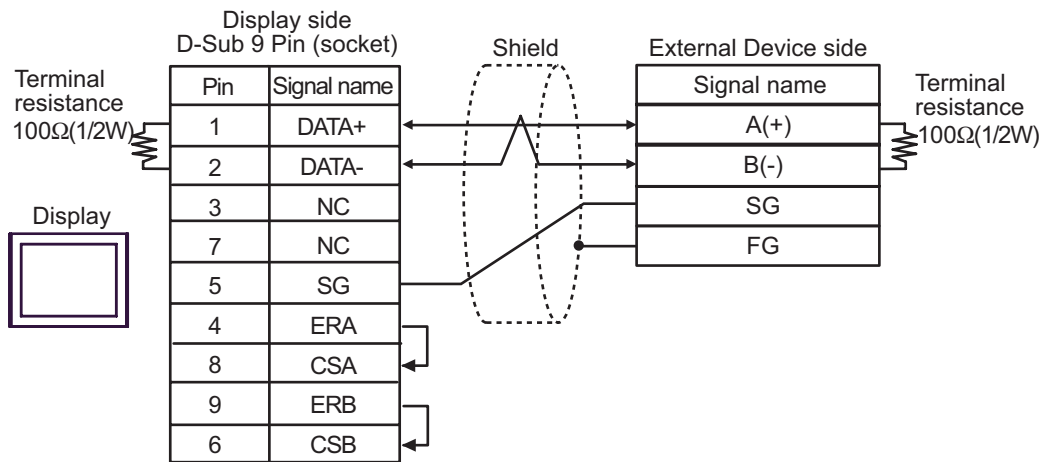 Display side
D-Sub 9 Pin (socket)
Shield
External Device side
Terminal
resistance
100Ω(1/2W)
Pin Signal name
1 DATA+
2 DATA-
3 NC
7 NC
5 SG
4 ERA
8 CSA
9 ERB
6 CSB
Display
Signal name
A(+)
B(-)
SG
FG
Terminal
resistance
100Ω(1/2W)